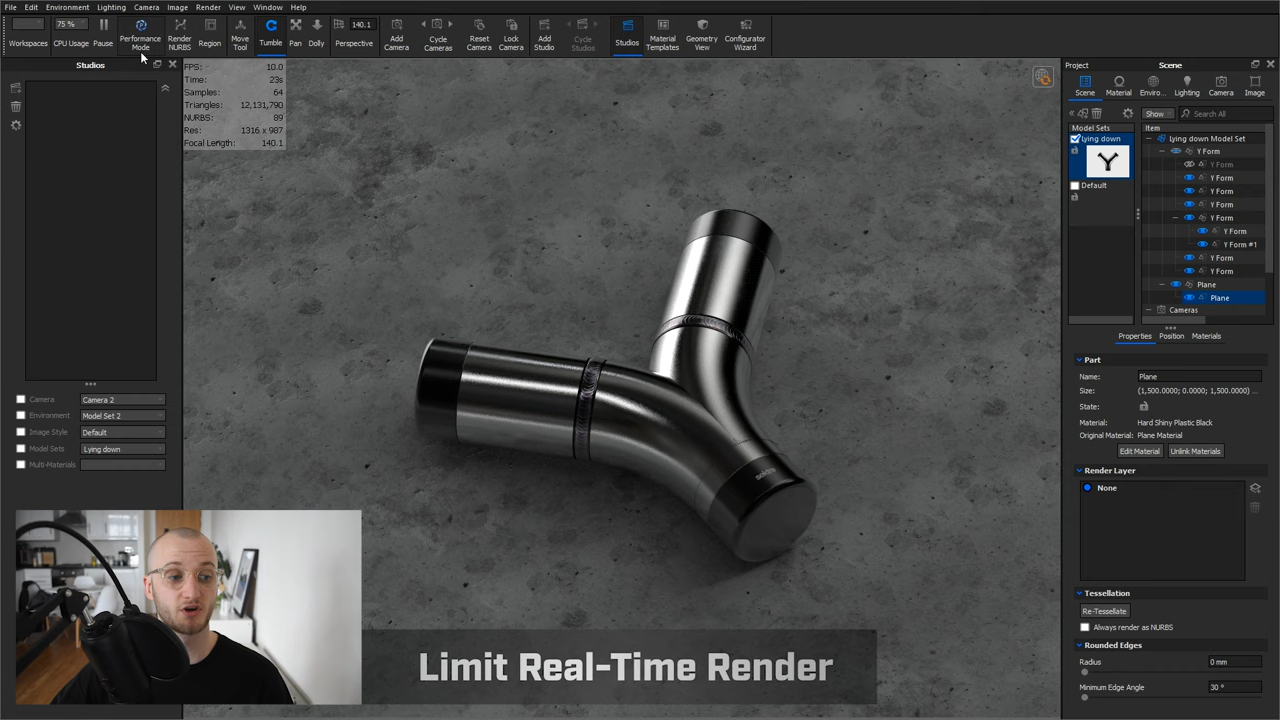 File Edit Environment Lighting Camera Image Render View Window Help
75 %
140.1
Workspaces CPU Usage Pause Performance Mode Render NURBS Region Move Tool Tumble Pan Dolly Perspective Add Camera Cycle Cameras Reset Camera Lock Camera Add Studio Cycle Studios Studios Material Templates Geometry View Configurator Wizard
Studios
FPS: 10.0
Time: 23s
Samples: 64
Triangles: 12,131,790
NURBS: 89
Res: 1316 x 987
Focal Length: 140.1
Camera Camera 2
Environment Model Set 2
Image Style Default
Model Sets Lying down
Multi-Materials
solidra
Limit Real-Time Render
Project Scene
Scene Material Enviro... Lighting Camera Image
Show Search All
Model Sets
Lying down
Default
Item
Lying down Model Set
Y Form
Y Form
Y Form
Y Form
Y Form
Y Form
Y Form
Y Form #1
Y Form
Y Form
Plane
Plane
Cameras
Properties Position Materials
Part
Name: Plane
Size: (1,500.0000; 0.0000; 1,500.0000) ...
State:
Material: Hard Shiny Plastic Black
Original Material: Plane Material
Edit Material Unlink Materials
Render Layer
None
Tessellation
Re-Tessellate
Always render as NURBS
Rounded Edges
Radius 0 mm
Minimum Edge Angle 30 °